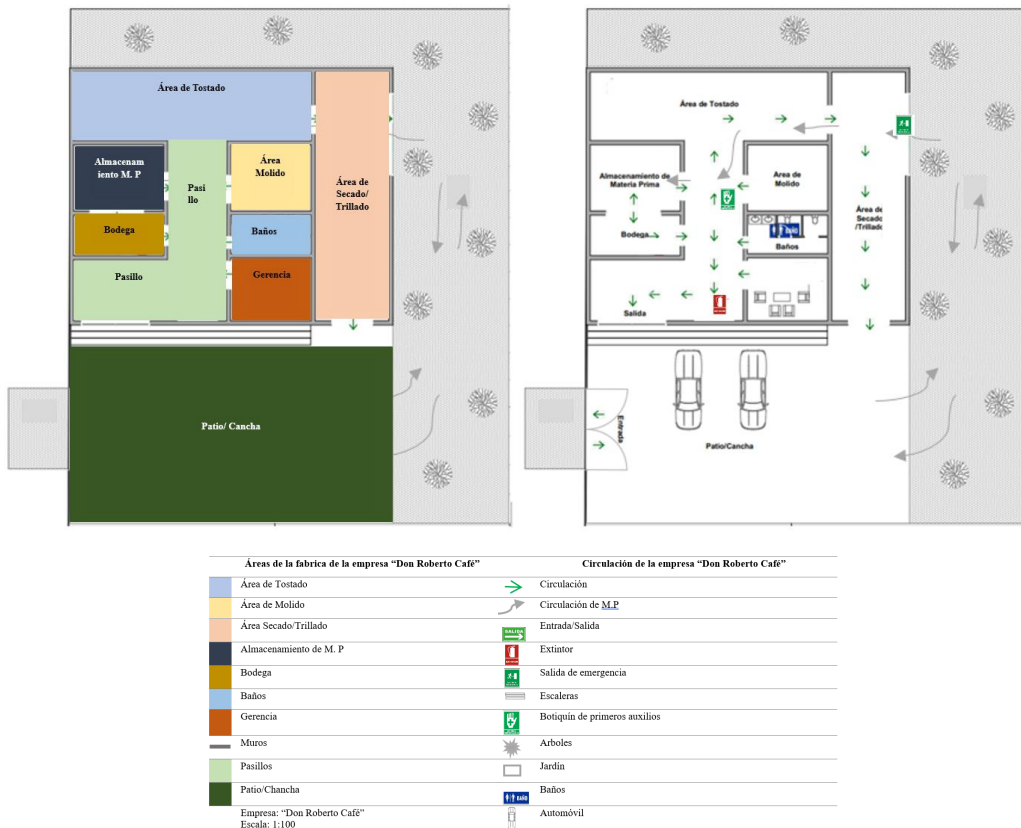 Área de Tostado
Almacenam
iento M. P
Pasi
llo
Área
Molido
Área de
Secado/
Trillado
Bodega
Baños
Pasillo
Gerencia
Patio/ Cancha
Área de Tostado
Almacenamiento de
Materia Prima
Area de
Molido
Área de
Secado
/Trillado
Bodega
BAÑO
Baños
Salida
Entrada
Patio/Cancha
Áreas de la fabrica de la empresa “Don Roberto Café”
Circulación de la empresa “Don Roberto Café”
Área de Tostado
Circulación
Área de Molido
Circulación de M.P
Área Secado/Trillado
SALIDA
Entrada/Salida
Almacenamiento de M. P
Extintor
Bodega
Salida de emergencia
Baños
Escaleras
Gerencia
Botiquín de primeros auxilios
Muros
Arboles
Pasillos
Jardín
Patio/Chancha
BAÑO
Baños
Empresa: “Don Roberto Café”
Escala: 1:100
Automóvil